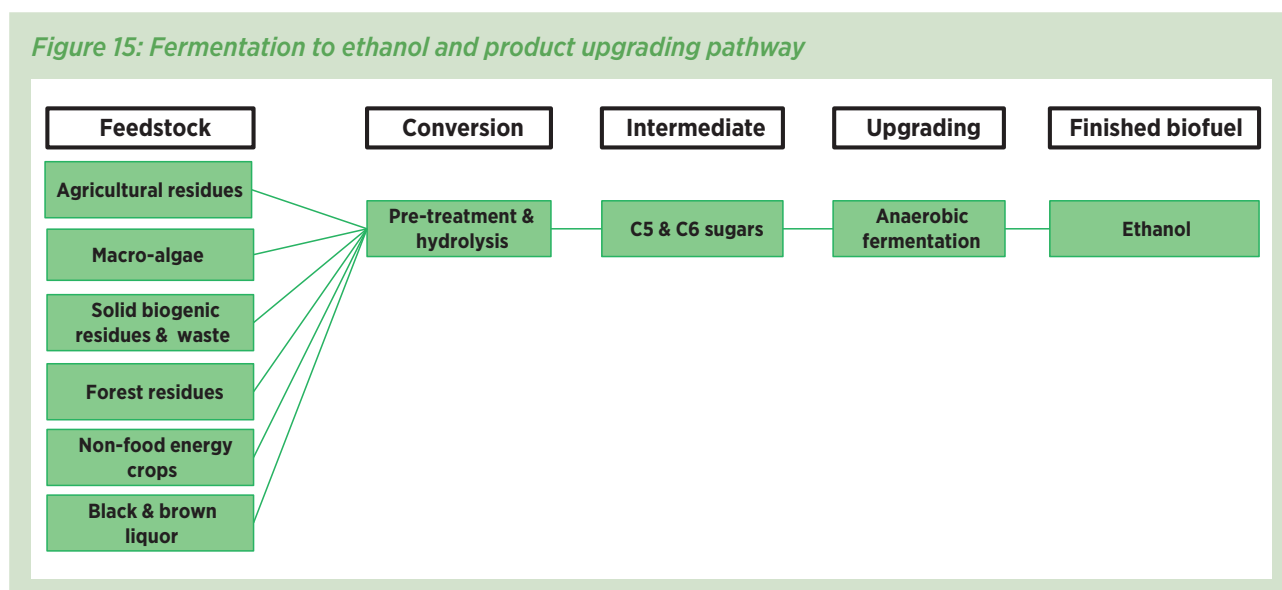 Figure 15: Fermentation to ethanol and product upgrading pathway
Feedstock
Conversion
Intermediate
Upgrading
Finished biofuel
Agricultural residues
Macro-algae
Solid biogenic
residues & waste
Forest residues
Non-food energy
crops
Black & brown
liquor
Pre-treatment &
hydrolysis
C5 & C6 sugars
Anaerobic
fermentation
Ethanol